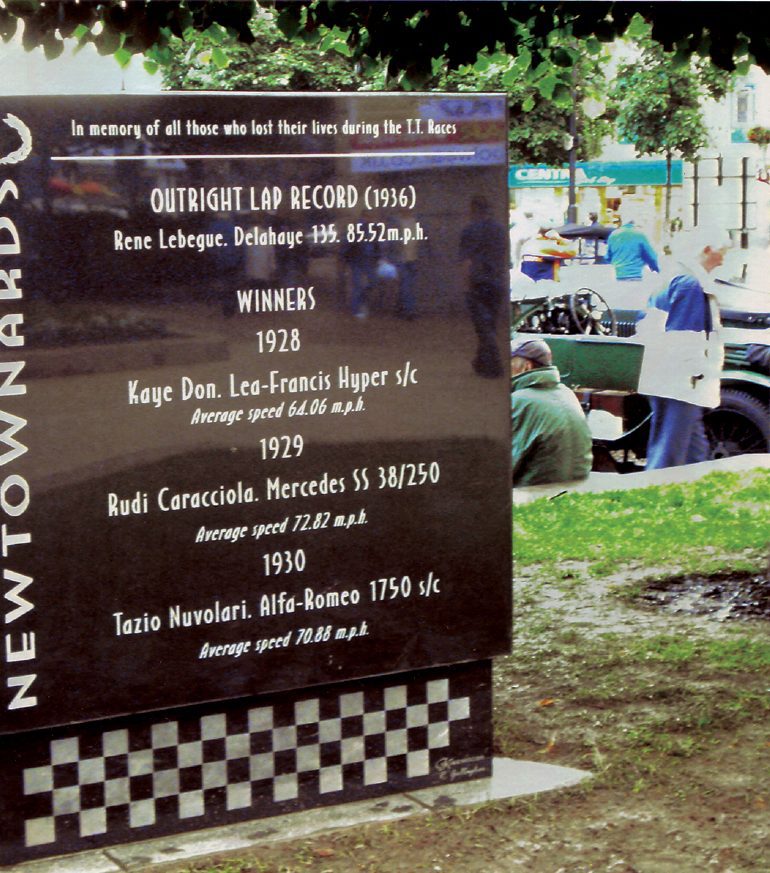 NEWTOWNARDS
In memory of all those who lost their lives during the T.T. Races
OUTRIGHT LAP RECORD (1936)
Rene Lebegue. Delahaye 135. 85.52m.p.h.
WINNERS
1928
Kaye Don. Lea-Francis Hyper s/c
Average speed 64.06 m.p.h.
1929
Rudi Caracciola. Mercedes SS 38/250
Average speed 72.82 m.p.h.
1930
Tazio Nuvolari. Alfa-Romeo 1750 s/c
Average speed 70.88 m.p.h.
CENTRA